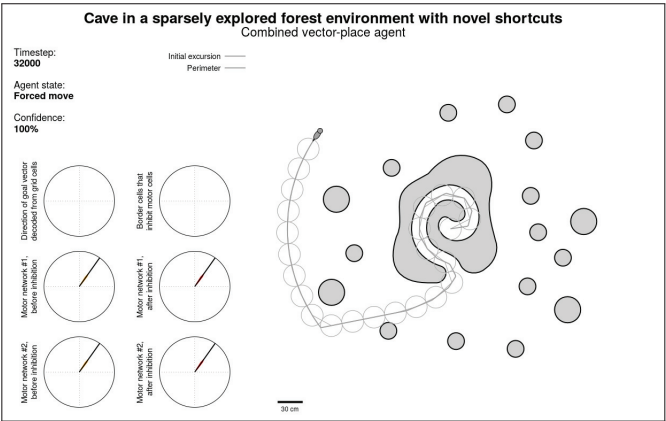 Cave in a sparsely explored forest environment with novel shortcuts
Combined vector-place agent
Timestep:
32000
Agent state:
Forced move
Confidence:
100%
Initial excursion
Perimeter
Direction of goal vector
decoded from grid cells
Border cells that
inhibit motor cells
Motor network #1,
before inhibition
Motor network #1,
after inhibition
Motor network #2,
before inhibition
Motor network #2,
after inhibition
30 cm